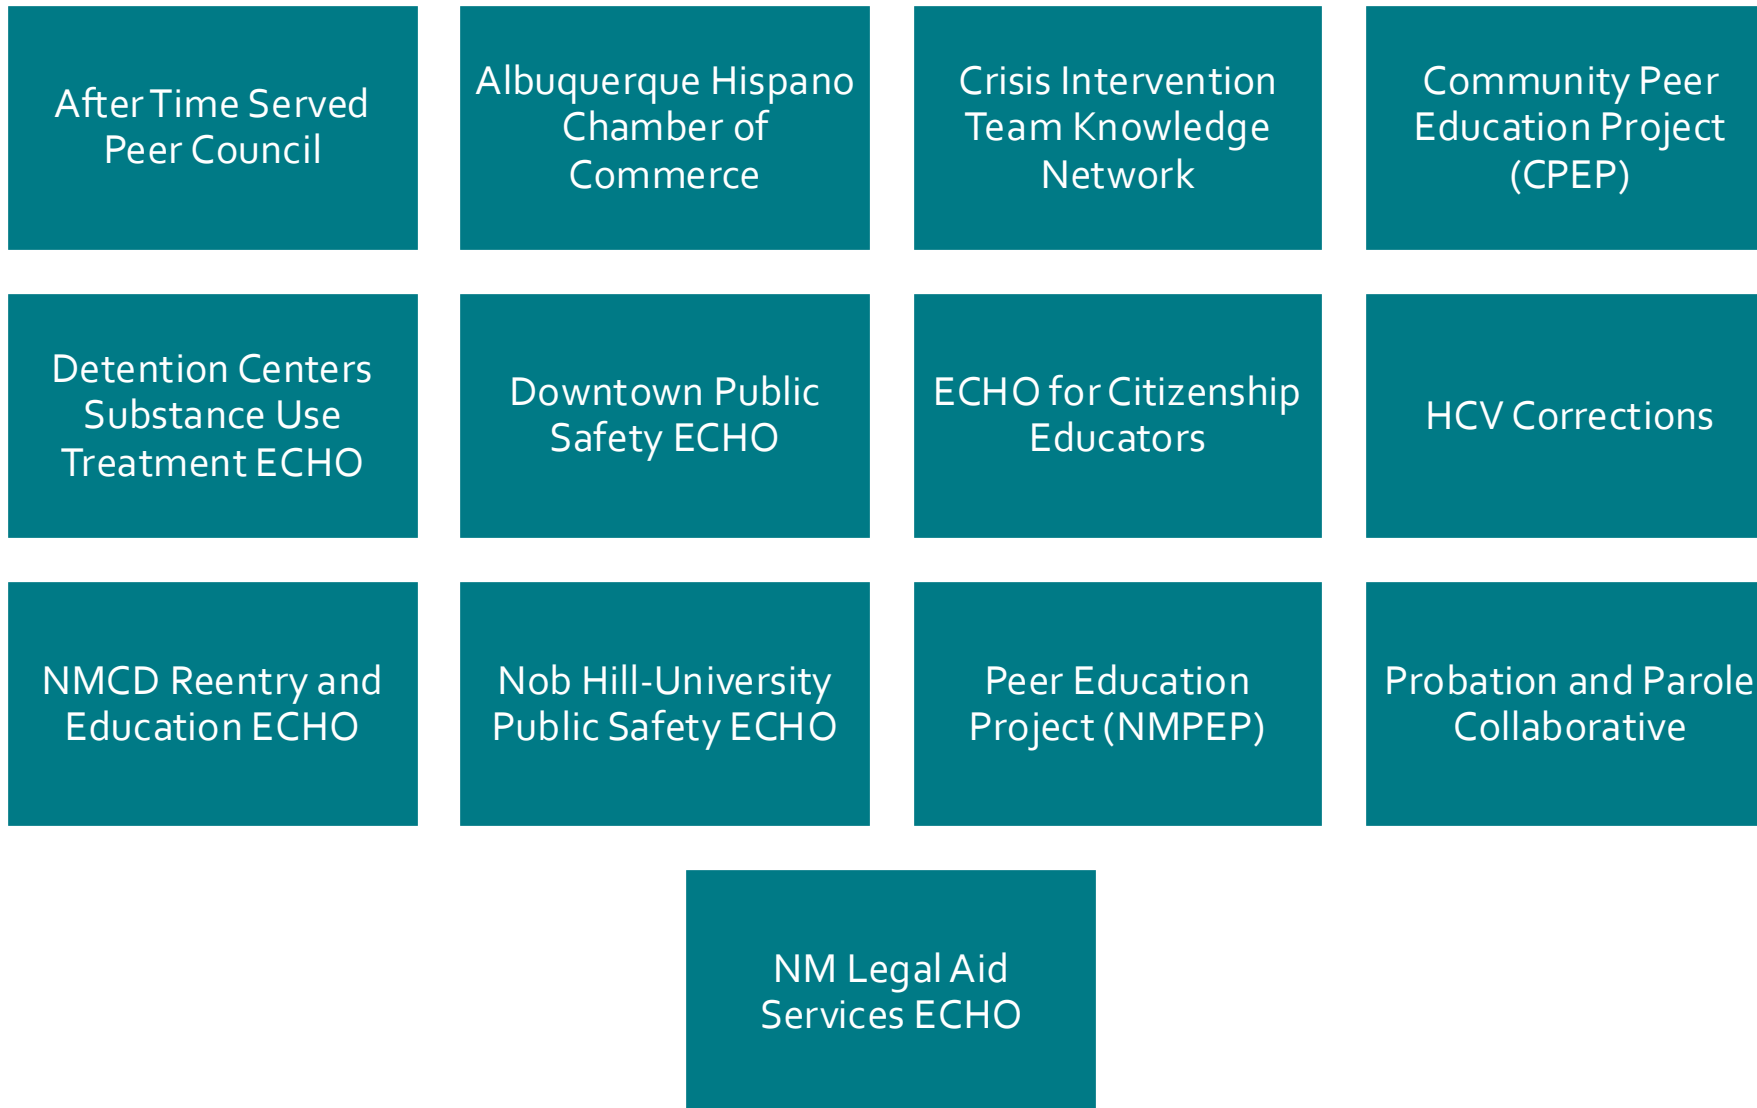 After Time Served
Peer Council
Albuquerque Hispano
Chamber of
Commerce
Crisis Intervention
Team Knowledge
Network
Community Peer
Education Project
(CPEP)
Detention Centers
Substance Use
Treatment ECHO
Downtown Public
Safety ECHO
ECHO for Citizenship
Educators
HCV Corrections
NMCD Reentry and
Education ECHO
Nob Hill-University
Public Safety ECHO
Peer Education
Project (NMPEP)
Probation and Parole
Collaborative
NM Legal Aid
Services ECHO